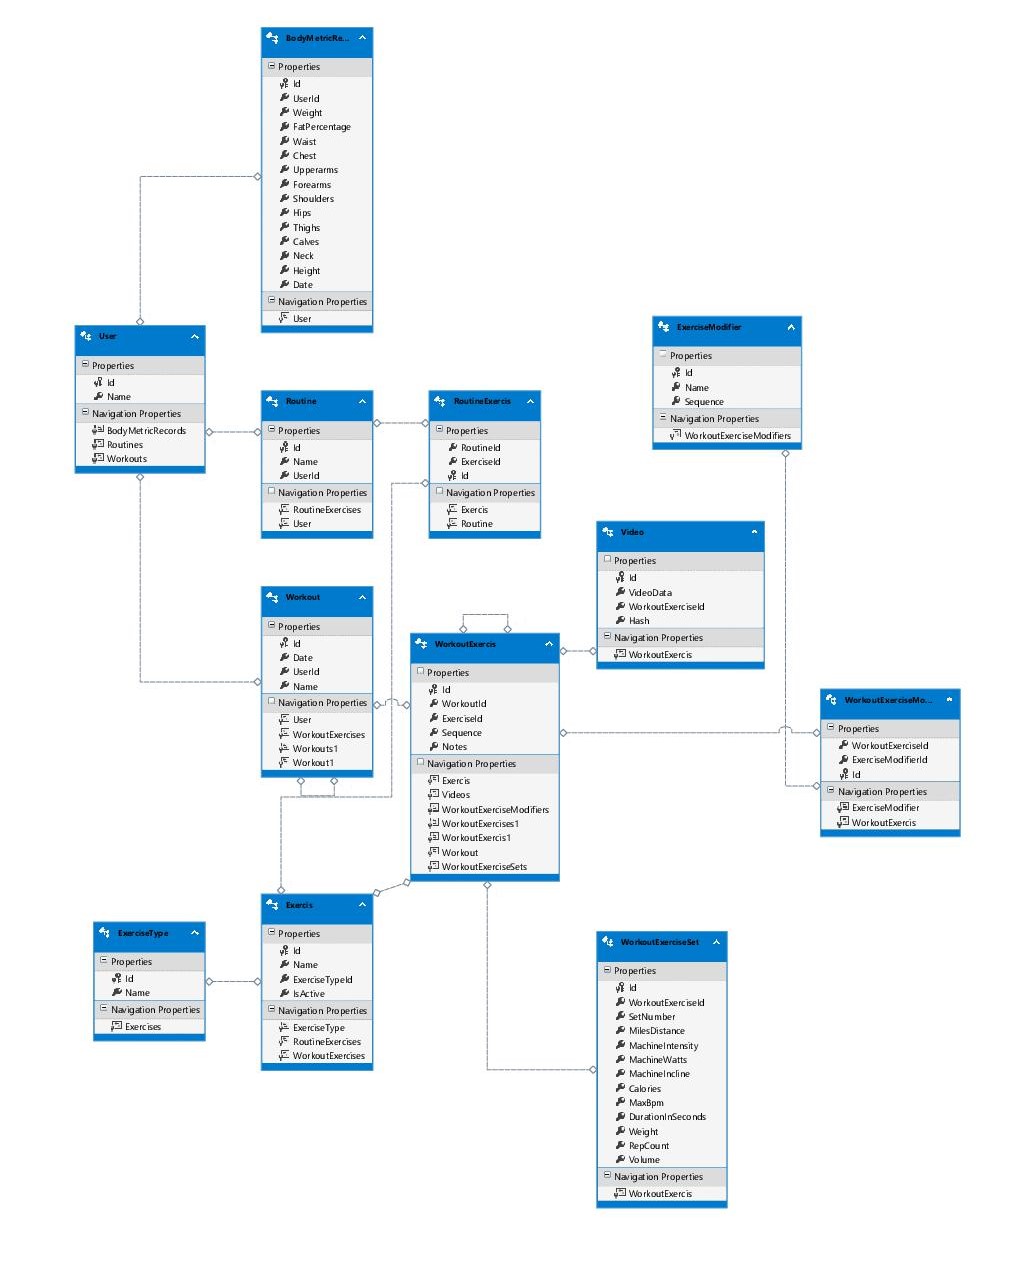 BodyMetricRe...
Properties
Id
UserId
Weight
FatPercentage
Waist
Chest
Upperarms
Forearms
Shoulders
Hips
Thighs
Calves
Neck
Height
Date
Navigation Properties
User
User
Properties
Id
Name
Navigation Properties
BodyMetricRecords
Routines
Workouts
Routine
Properties
Id
Name
UserId
Navigation Properties
RoutineExercises
User
RoutineExercis
Properties
RoutineId
ExerciseId
Id
Navigation Properties
Exercis
Routine
ExerciseModifier
Properties
Id
Name
Sequence
Navigation Properties
WorkoutExerciseModifiers
Video
Properties
Id
VideoData
WorkoutExerciseId
Hash
Navigation Properties
WorkoutExercis
Workout
Properties
Id
Date
UserId
Name
Navigation Properties
User
WorkoutExercises
Workouts1
Workout1
WorkoutExercis
Properties
Id
WorkoutId
ExerciseId
Sequence
Notes
Navigation Properties
Exercis
Videos
WorkoutExerciseModifiers
WorkoutExercises1
WorkoutExercis1
Workout
WorkoutExerciseSets
WorkoutExerciseMo...
Properties
WorkoutExerciseId
ExerciseModifierId
Id
Navigation Properties
ExerciseModifier
WorkoutExercis
ExerciseType
Properties
Id
Name
Navigation Properties
Exercises
Exercis
Properties
Id
Name
ExerciseTypeId
IsActive
Navigation Properties
ExerciseType
RoutineExercises
WorkoutExercises
WorkoutExerciseSet
Properties
Id
WorkoutExerciseId
SetNumber
MilesDistance
MachineIntensity
MachineWatts
MachineIncline
Calories
MaxBpm
DurationInSeconds
Weight
RepCount
Volume
Navigation Properties
WorkoutExercis